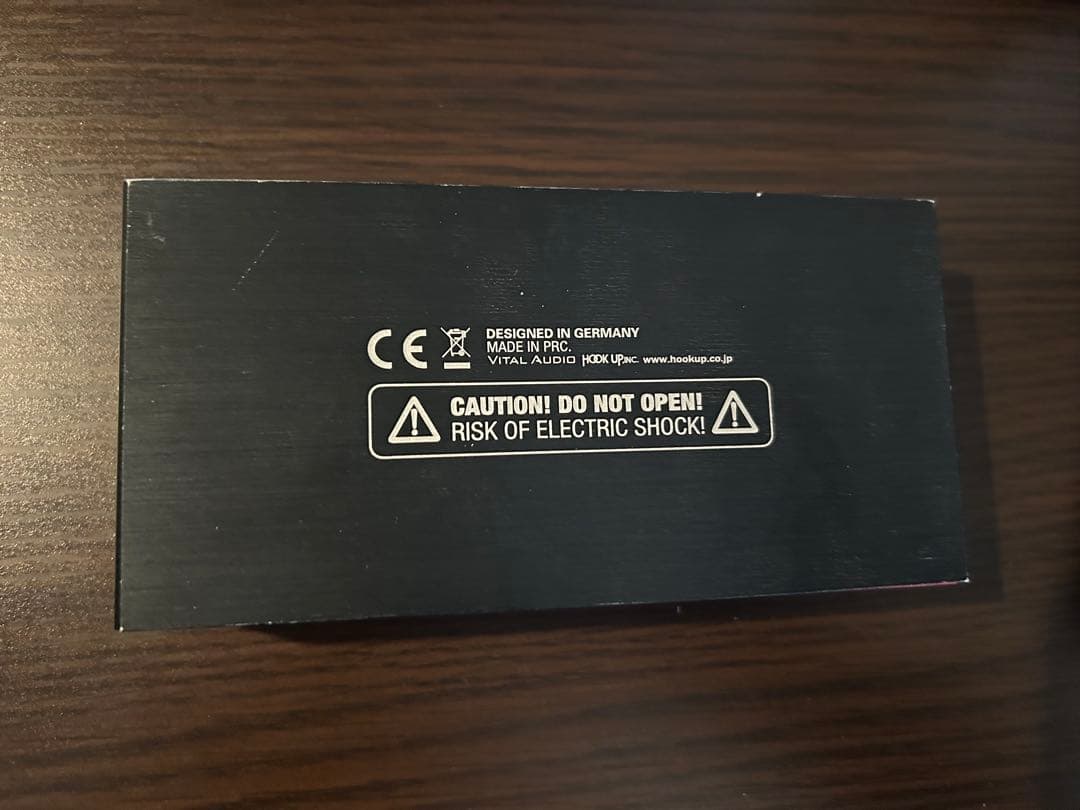 CE
DESIGNED IN GERMANY
MADE IN PRC.
VITAL AUDIO HOOK UP,INC. www.hookup.co.jp
CAUTION! DO NOT OPEN!
RISK OF ELECTRIC SHOCK!